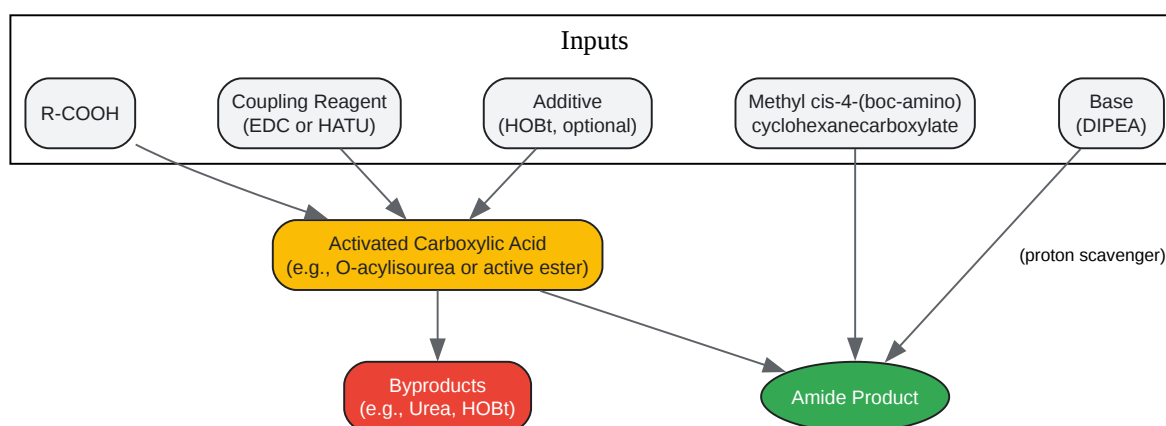 Inputs
R-COOH
Coupling Reagent
(EDC or HATU)
Additive
(HOBt, optional)
Methyl cis-4-(boc-amino)
cyclohexanecarboxylate
Base
(DIPEA)
Activated Carboxylic Acid
(e.g., O-acylisourea or active ester)
(proton scavenger)
Byproducts
(e.g., Urea, HOBt)
Amide Product